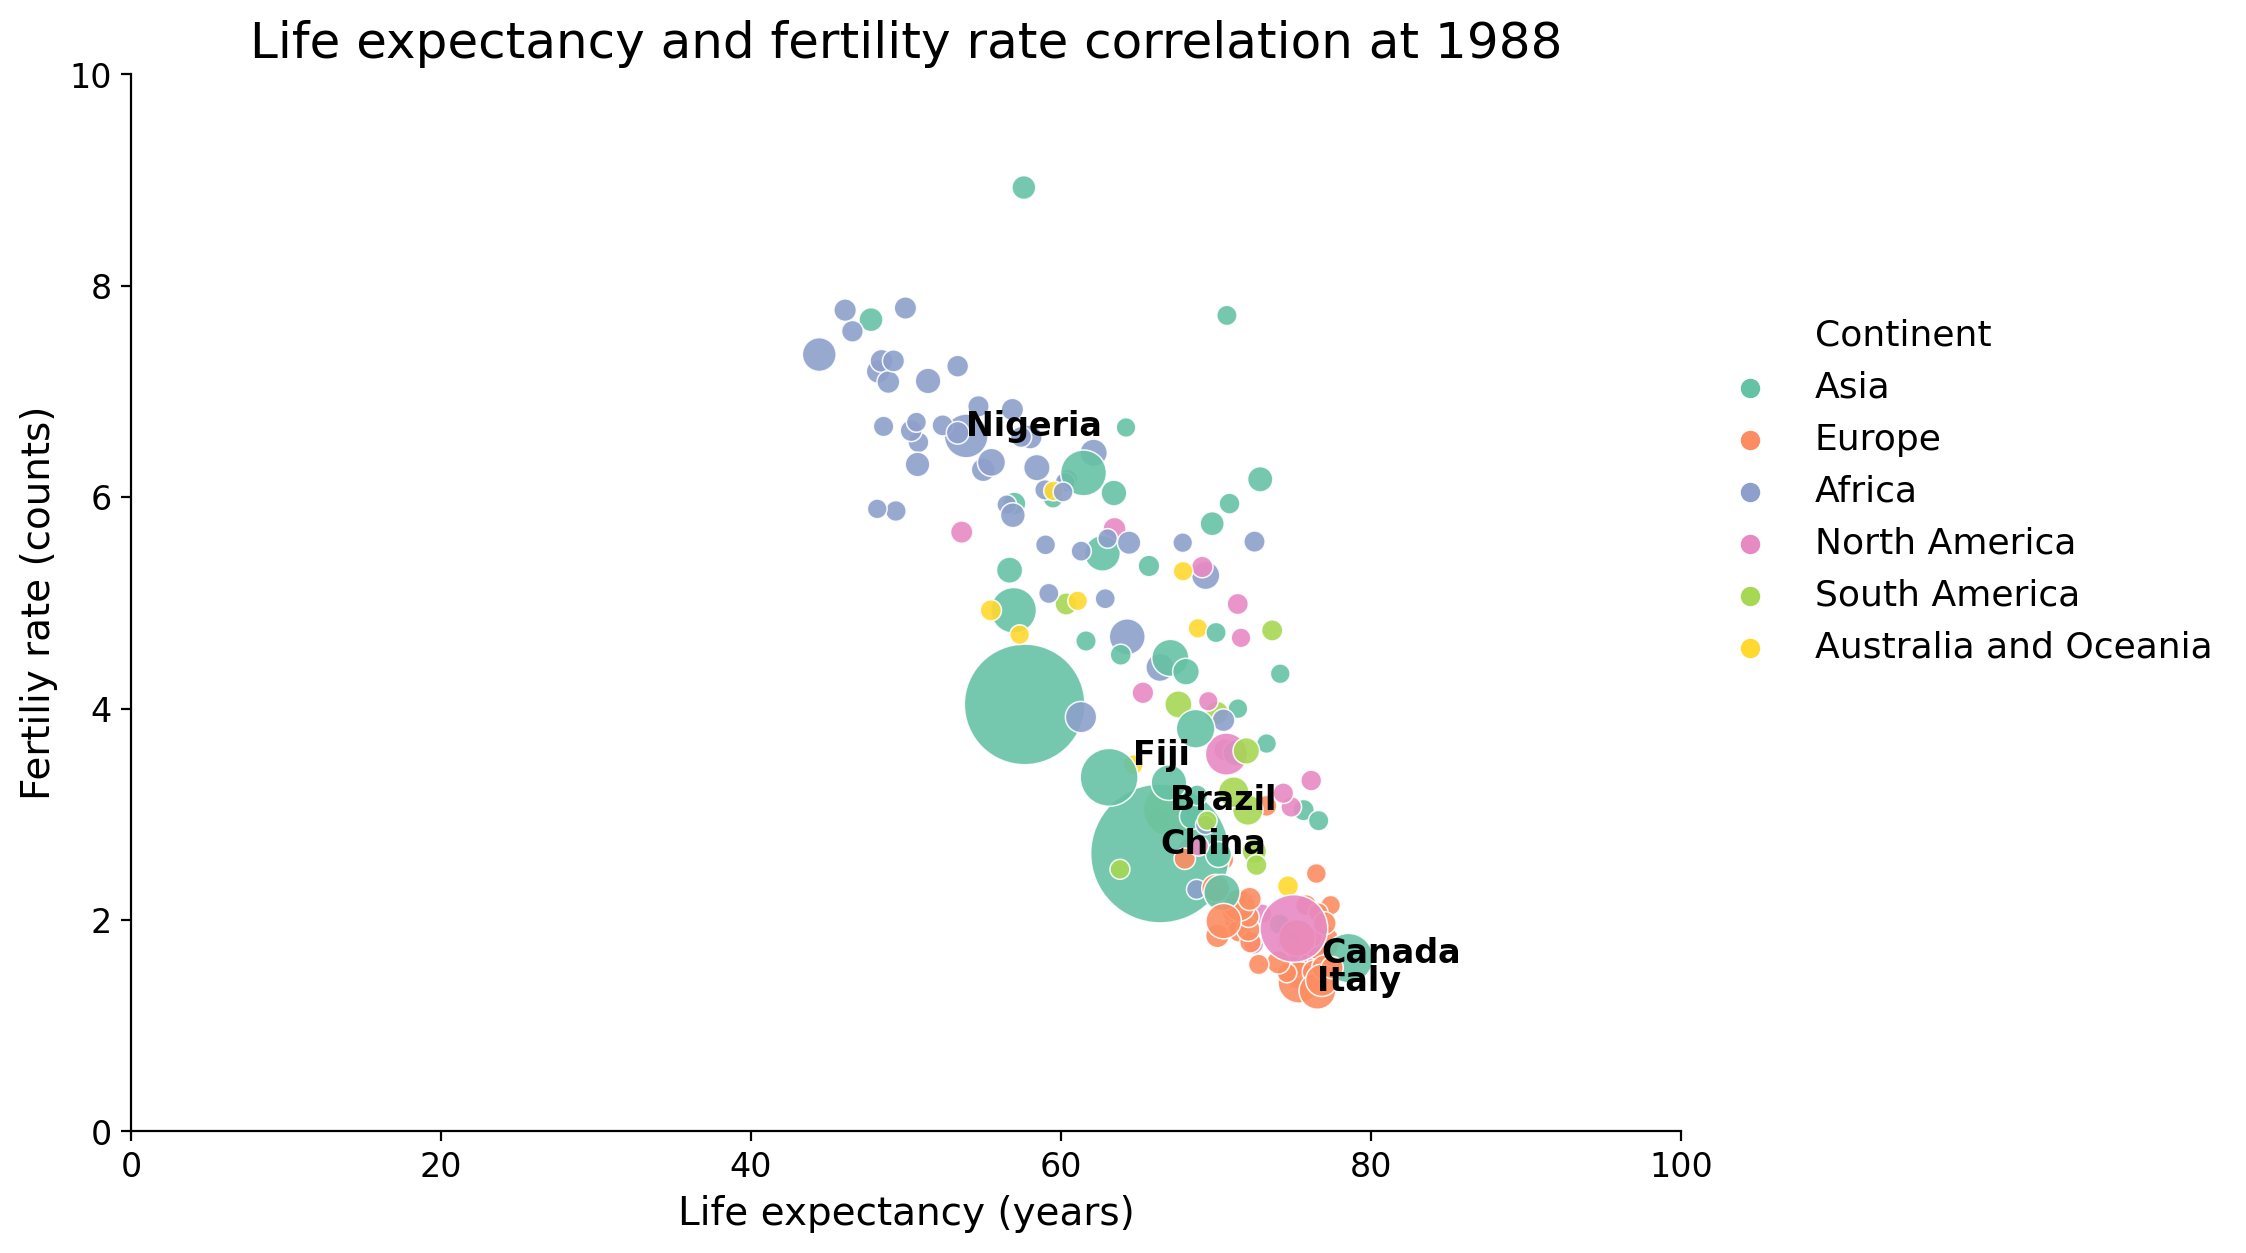 Life expectancy and fertility rate correlation at 1988
10
8
6
4
2
0
Fertiliy rate (counts)
0 20 40 60 80 100
Life expectancy (years)
Nigeria
Fiji
Brazil
China
Canada
Italy
Continent
Asia
Europe
Africa
North America
South America
Australia and Oceania